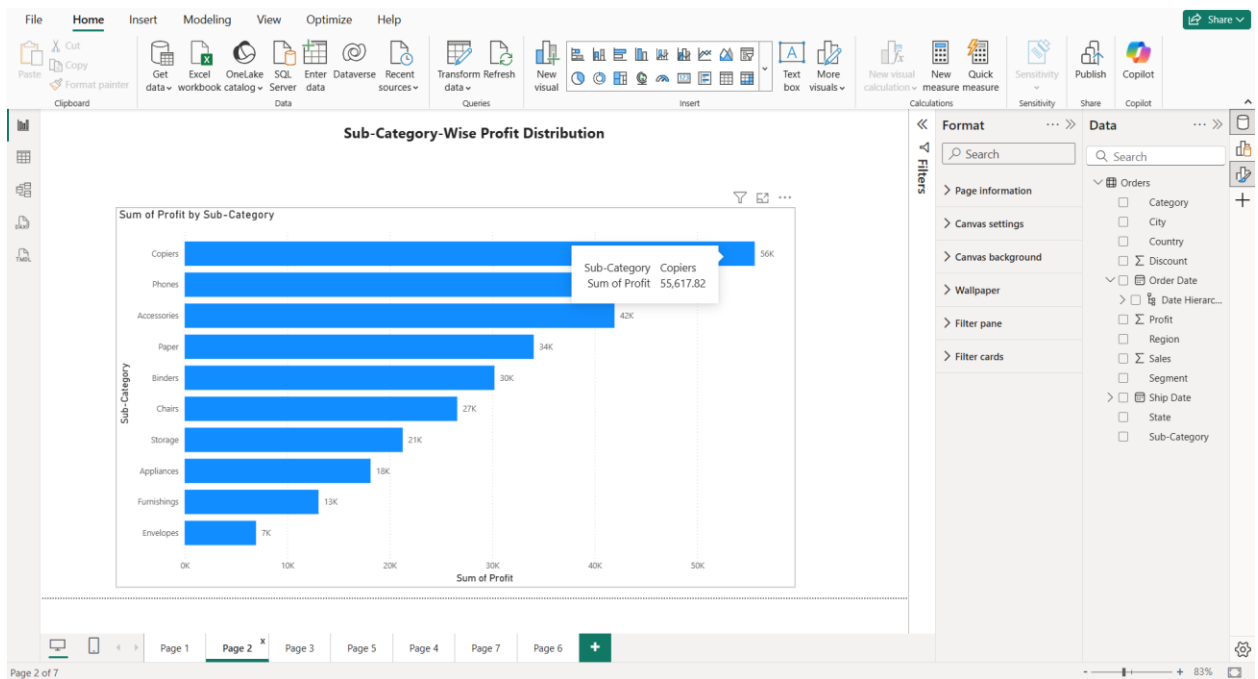 File Home Insert Modeling View Optimize Help
Share
Paste
Cut
Copy
Format painter
Clipboard
Get data
Excel workbook
OneLake catalog
SQL Server
Enter data
Dataverse
Recent sources
Data
Transform data
Refresh
Queries
New visual
A
Text box
More visuals
Insert
New visual calculation
New measure
Quick measure
Calculations
Sensitivity
Sensitivity
Publish
Share
Copilot
Copilot
Sub-Category-Wise Profit Distribution
Sum of Profit by Sub-Category
Sub-Category
Copiers 56K
Phones
Accessories 42K
Paper 34K
Binders 30K
Chairs 27K
Storage 21K
Appliances 18K
Furnishings 13K
Envelopes 7K
Sub-Category Copiers
Sum of Profit 55,617.82
0K 10K 20K 30K 40K 50K
Sum of Profit
Filters
Format
Search
Page information
Canvas settings
Canvas background
Wallpaper
Filter pane
Filter cards
Data
Search
Orders
Category
City
Country
Discount
Order Date
Date Hierarc...
Profit
Region
Sales
Segment
Ship Date
State
Sub-Category
Page 1 Page 2 x Page 3 Page 5 Page 4 Page 7 Page 6 +
Page 2 of 7
- + 83%